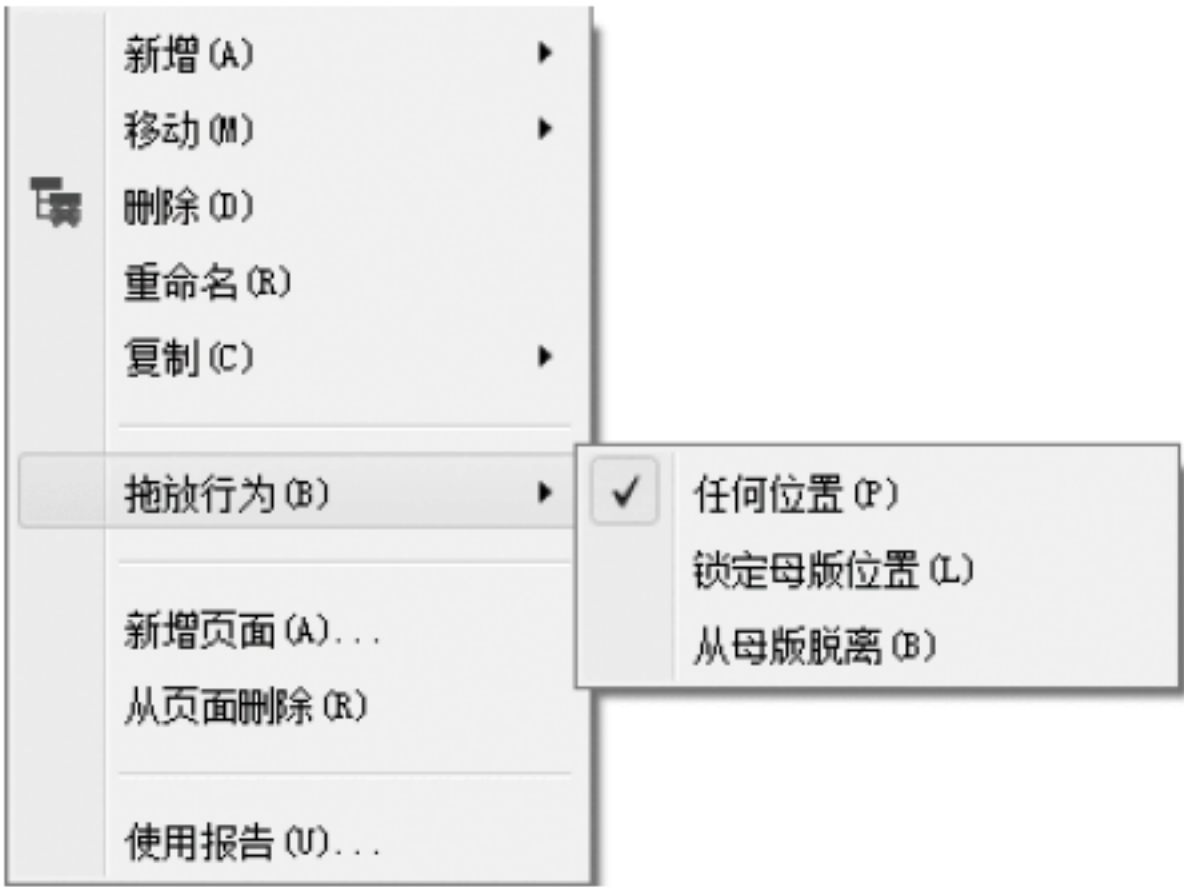 新增(A)
移动(M)
删除(D)
重命名(R)
复制(C)
拖放行为(B)
任何位置(P)
锁定母版位置(L)
从母版脱离(B)
新增页面(A)...
从页面删除(R)
使用报告(U)...